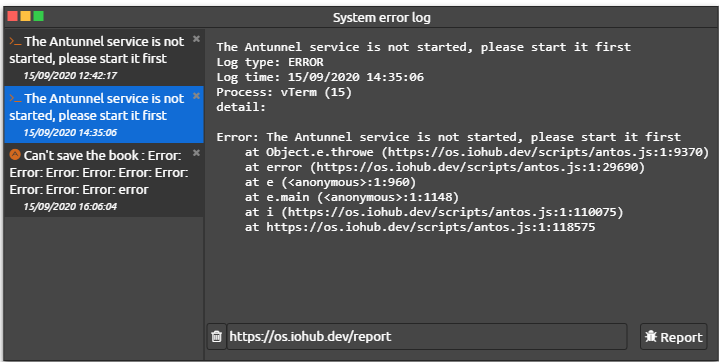 System error log
>_ The Antunnel service is not
started, please start it first
15/09/2020 12:42:17
>_ The Antunnel service is not
started, please start it first
15/09/2020 14:35:06
Can't save the book : Error:
Error: Error: Error: Error: Error:
Error: Error: Error: error
15/09/2020 16:06:04
The Antunnel service is not started, please start it first
Log type: ERROR
Log time: 15/09/2020 14:35:06
Process: vTerm (15)
detail:
Error: The Antunnel service is not started, please start it first
at Object.e.throwe (https://os.iohub.dev/scripts/antos.js:1:9370)
at error (https://os.iohub.dev/scripts/antos.js:1:29690)
at e (<anonymous>:1:960)
at e.main (<anonymous>:1:1148)
at i (https://os.iohub.dev/scripts/antos.js:1:110075)
at https://os.iohub.dev/scripts/antos.js:1:118575
https://os.iohub.dev/report
Report